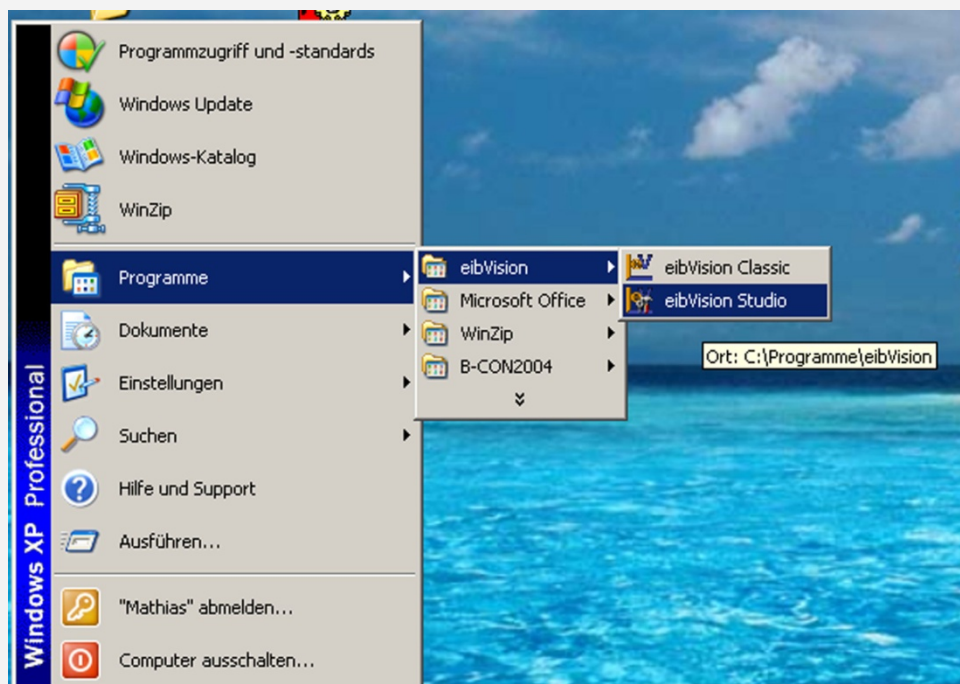 Programmzugriff und -standards
Windows Update
Windows-Katalog
WinZip
Programme
Dokumente
Einstellungen
Suchen
Hilfe und Support
Ausführen...
"Mathias" abmelden...
Computer ausschalten...
Windows XP Professional
eibVision
Microsoft Office
WinZip
B-CON2004
eibVision Classic
eibVision Studio
Ort: C:\Programme\eibVision